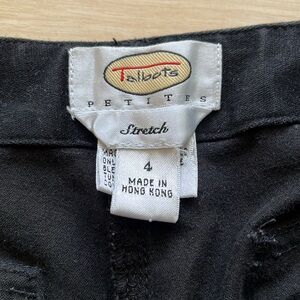 Talbots
PETITES
Stretch
4
MADE IN
HONG KONG